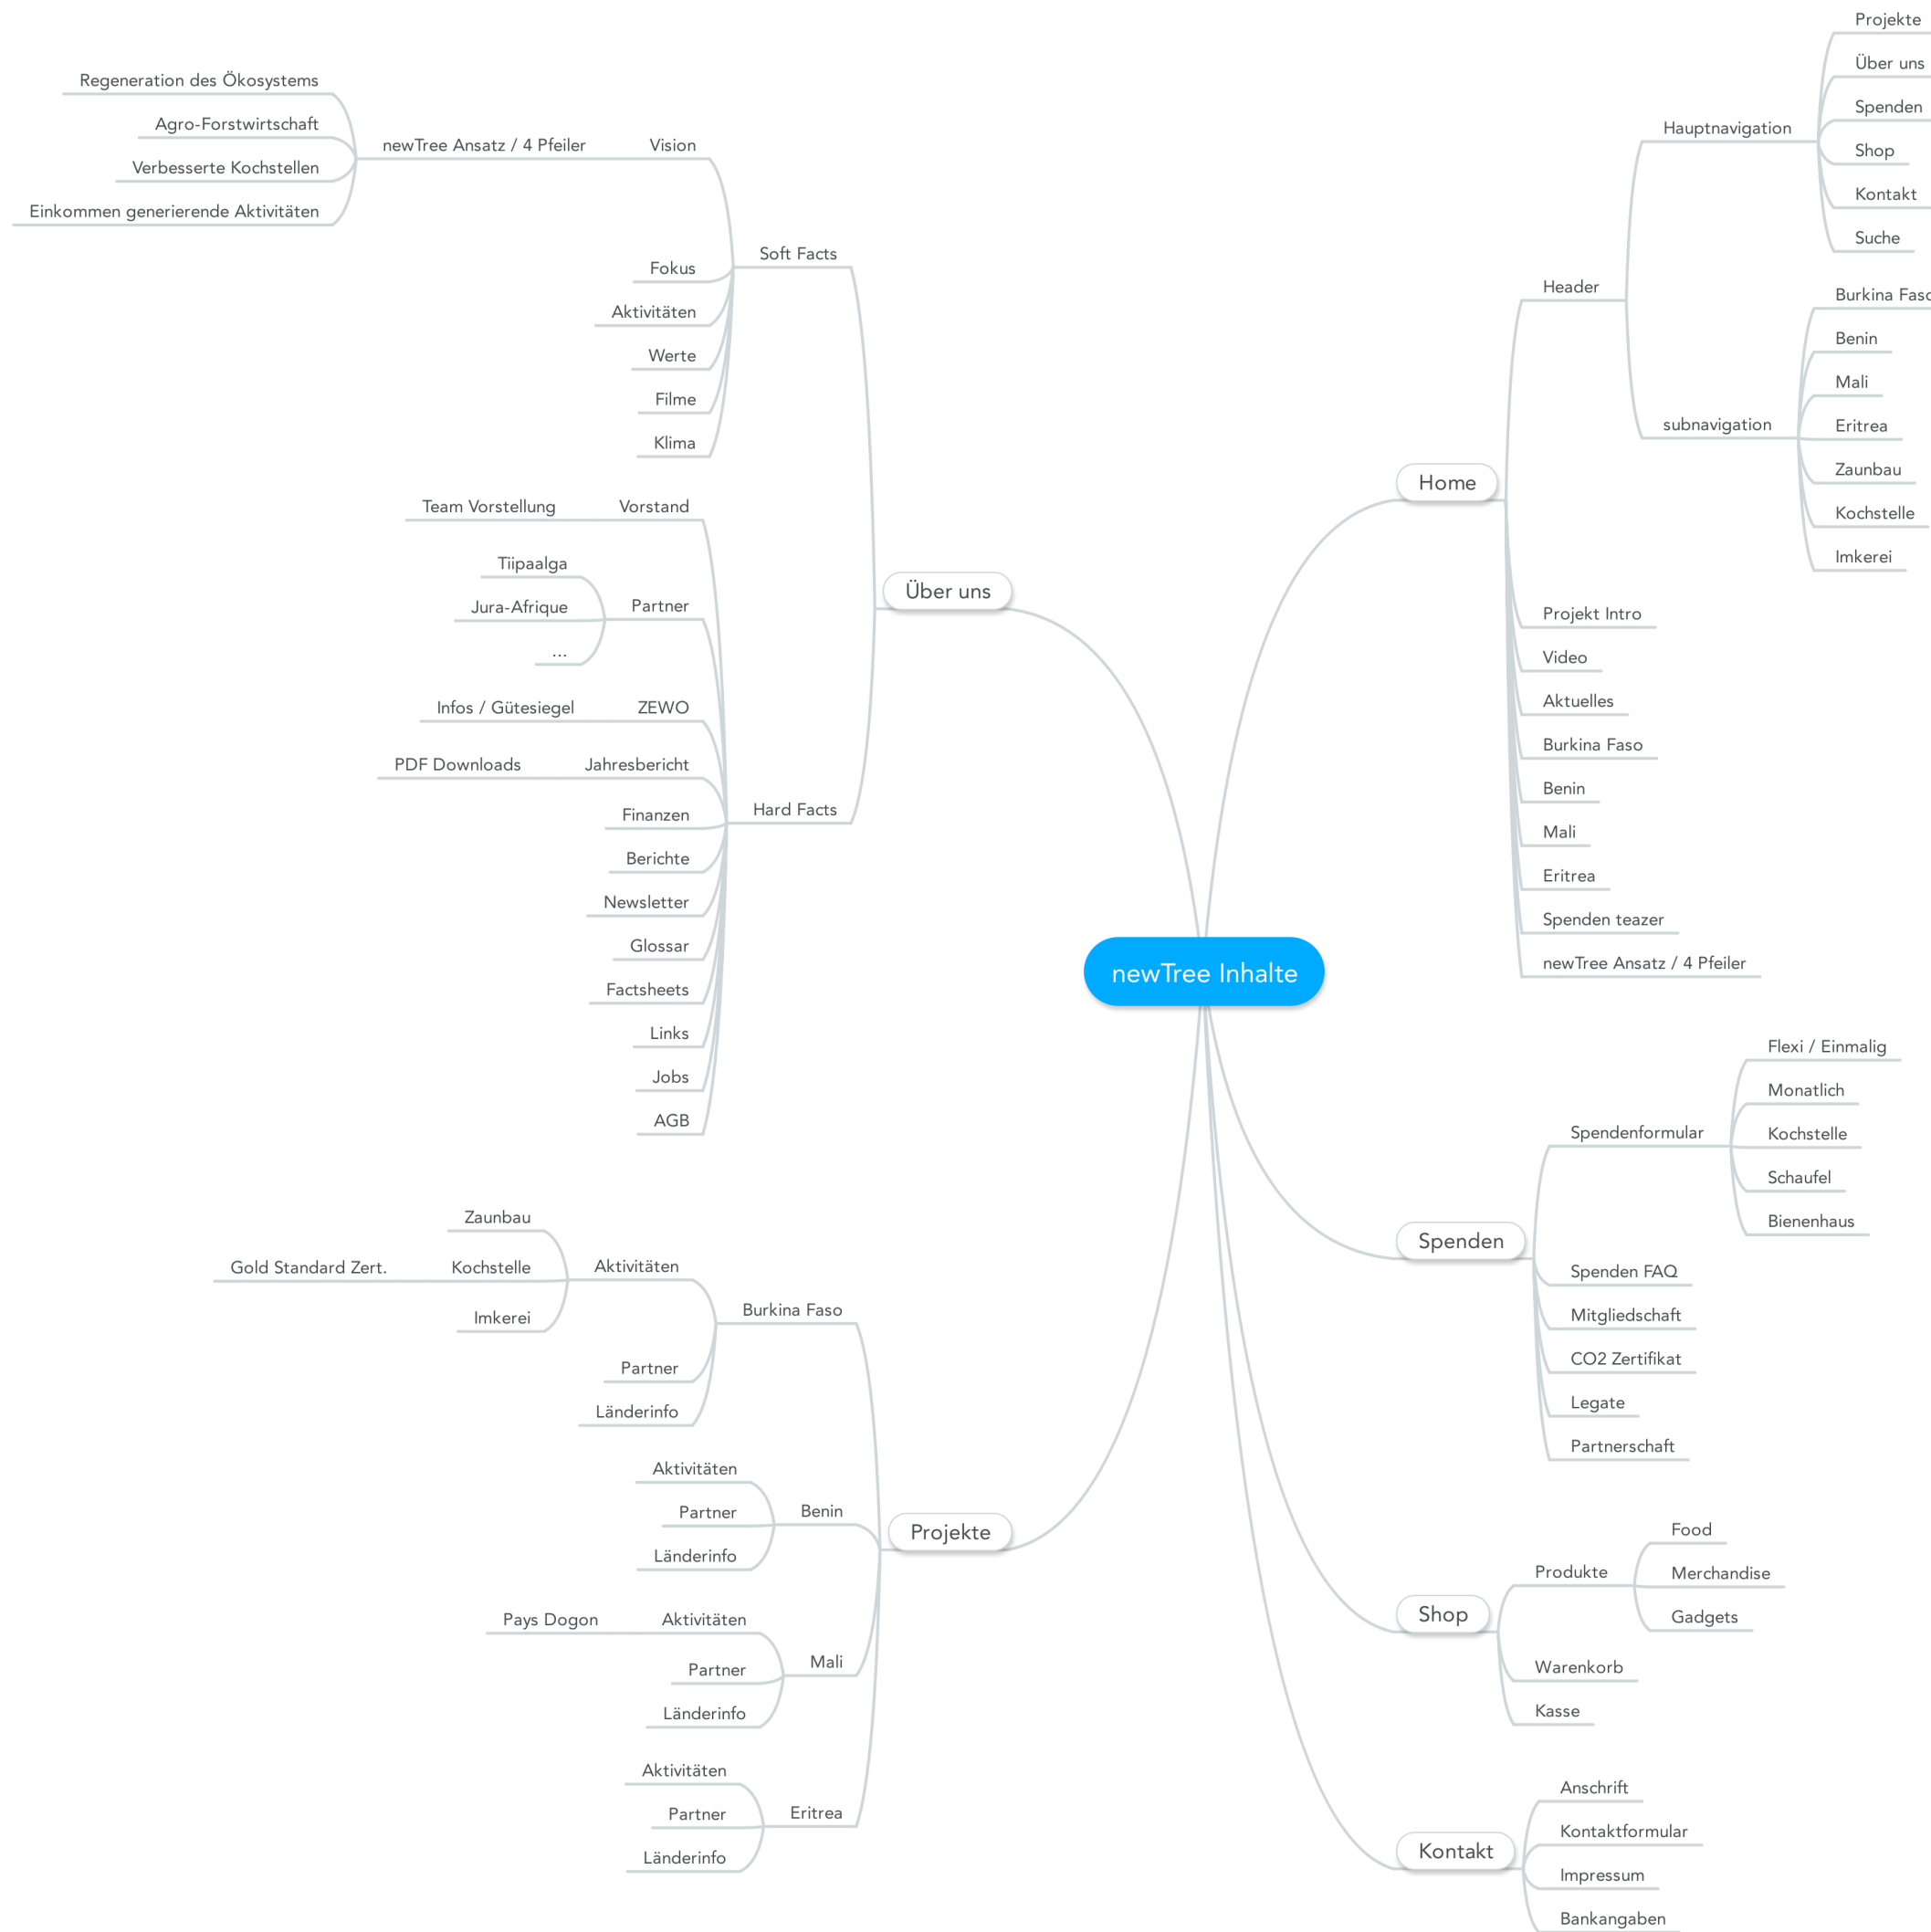 newTree Inhalte
Home
Header
Hauptnavigation
Projekte
Über uns
Spenden
Shop
Kontakt
Suche
subnavigation
Burkina Faso
Benin
Mali
Eritrea
Zaunbau
Kochstelle
Imkerei
Projekt Intro
Video
Aktuelles
Burkina Faso
Benin
Mali
Eritrea
Spenden teazer
newTree Ansatz / 4 Pfeiler
Spenden
Spendenformular
Flexi / Einmalig
Monatlich
Kochstelle
Schaufel
Bienenhaus
Spenden FAQ
Mitgliedschaft
CO2 Zertifikat
Legate
Partnerschaft
Shop
Produkte
Food
Merchandise
Gadgets
Warenkorb
Kasse
Kontakt
Anschrift
Kontaktformular
Impressum
Bankangaben
Über uns
Soft Facts
Vision
newTree Ansatz / 4 Pfeiler
Regeneration des Ökosystems
Agro-Forstwirtschaft
Verbesserte Kochstellen
Einkommen generierende Aktivitäten
Fokus
Aktivitäten
Werte
Filme
Klima
Hard Facts
Vorstand
Team Vorstellung
Partner
Tiipaalga
Jura-Afrique
...
ZEWO
Infos / Gütesiegel
Jahresbericht
PDF Downloads
Finanzen
Berichte
Newsletter
Glossar
Factsheets
Links
Jobs
AGB
Projekte
Burkina Faso
Aktivitäten
Zaunbau
Kochstelle
Gold Standard Zert.
Imkerei
Partner
Länderinfo
Benin
Aktivitäten
Partner
Länderinfo
Mali
Aktivitäten
Pays Dogon
Partner
Länderinfo
Eritrea
Aktivitäten
Partner
Länderinfo